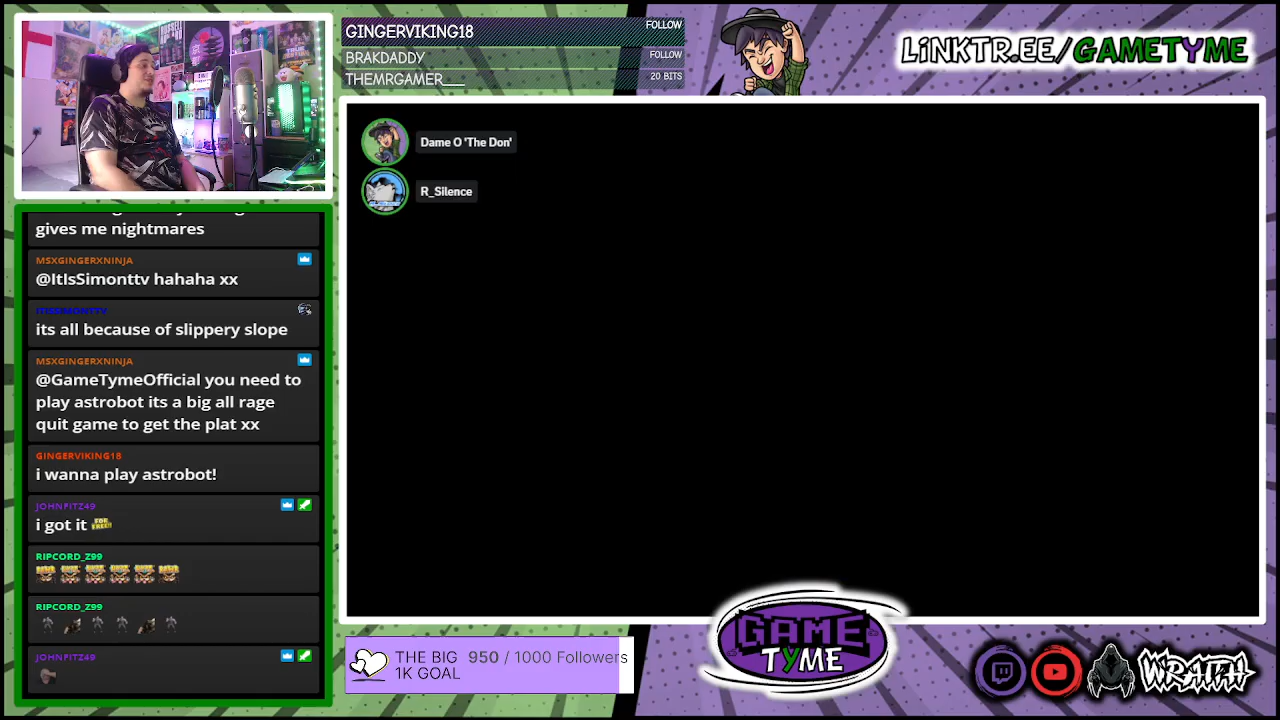 GINGERVIKING18
FOLLOW
BRAKDADDY
FOLLOW
THEMRGAMER___
20 BITS
LINKTR.EE/GAMETYME
Dame O 'The Don'
R_Silence
gives me nightmares
MSXGINGERXNINJA
@ItIsSimonttv hahaha xx
ITISSIMONTTV
its all because of slippery slope
MSXGINGERXNINJA
@GameTymeOfficial you need to
play astrobot its a big all rage
quit game to get the plat xx
GINGERVIKING18
i wanna play astrobot!
JOHNFITZ49
i got it FOR FREE!!
RIPCORD_Z99
RIPCORD_Z99
JOHNFITZ49
THE BIG 950 / 1000 Followers
1K GOAL
GAME
TYME
WRATH